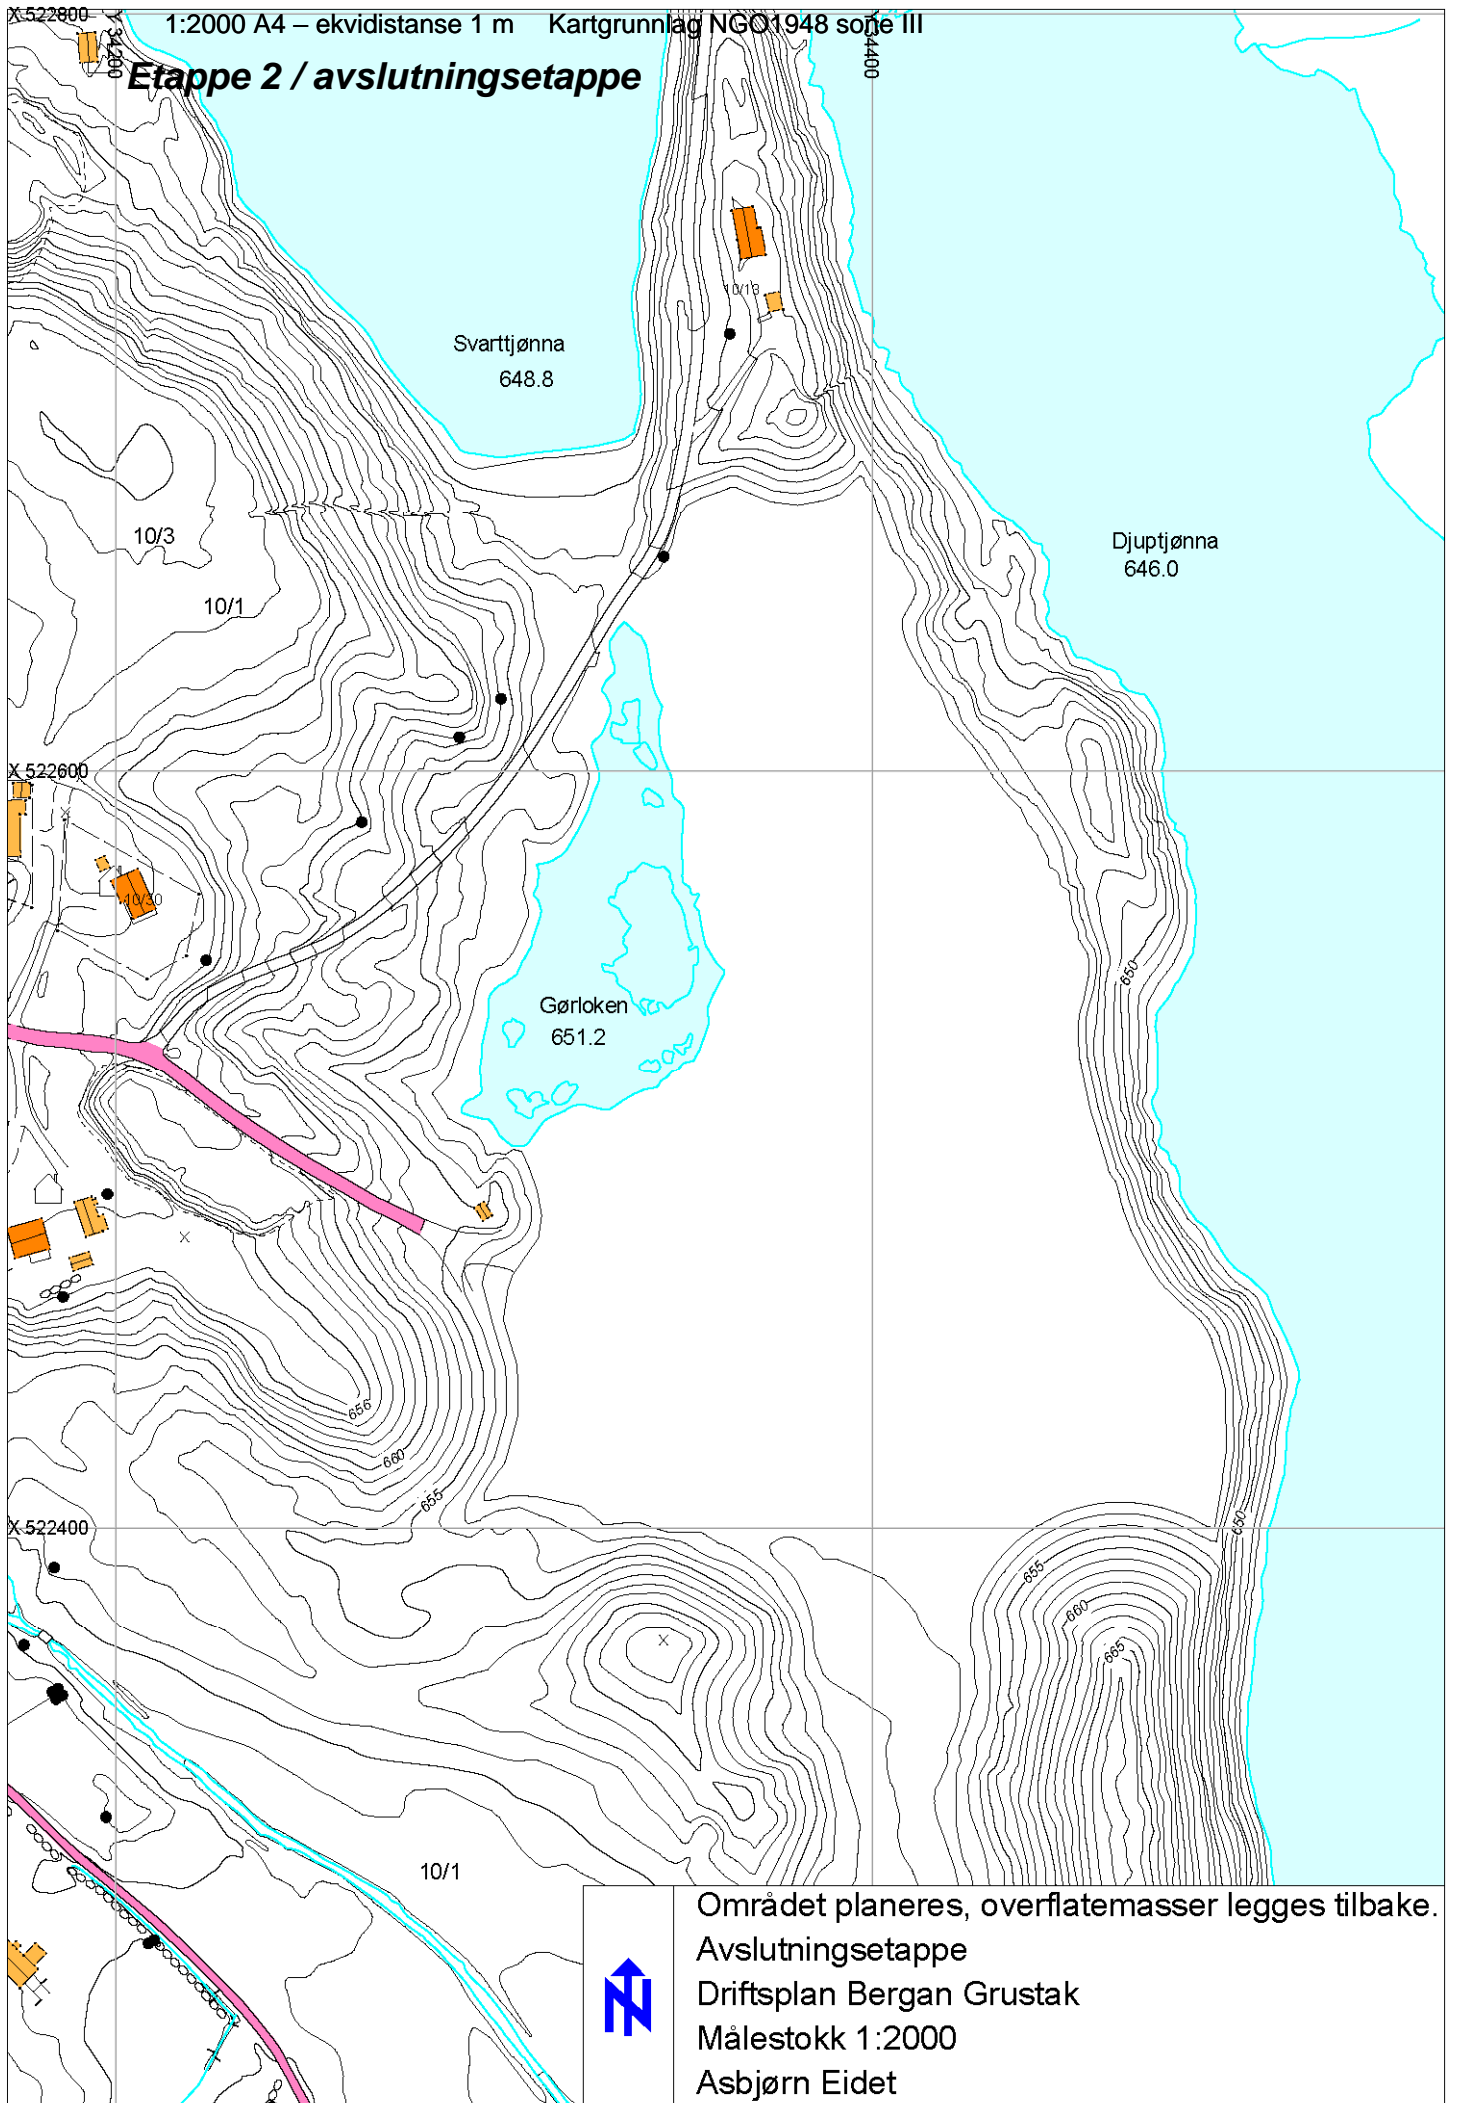 X 522800
1:2000 A4 – ekvidistanse 1 m Kartgrunnlag NGO1948 sone III
Y 34200
Y 34400
Etappe 2 / avslutningsetappe
10/13
Svarttjønna
648.8
10/3
Djuptjønna
646.0
10/1
X 522600
10/30
650
Gørloken
651.2
656
660
655
X 522400
650
655
660
665
10/1
Området planeres, overflatemasser legges tilbake.
Avslutningsetappe
N
Driftsplan Bergan Grustak
Målestokk 1:2000
Asbjørn Eidet